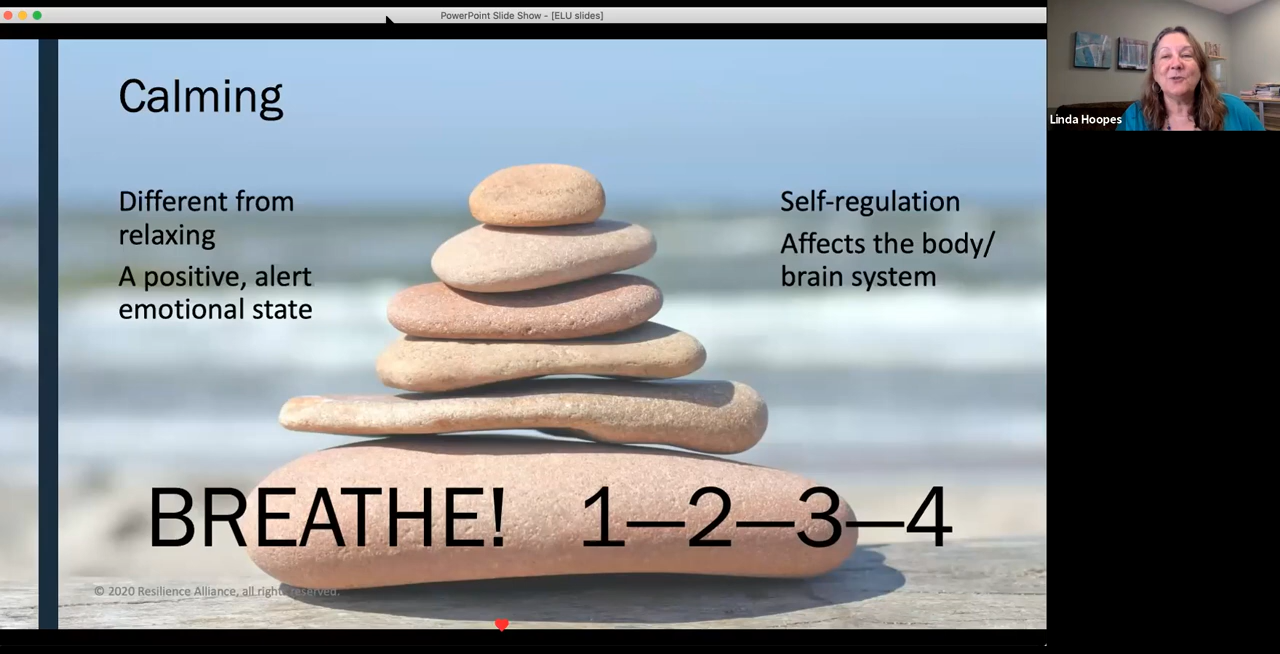 PowerPoint Slide Show - [ELU slides]
Calming
Different from
relaxing
A positive, alert
emotional state
Self-regulation
Affects the body/
brain system
BREATHE! 1—2—3—4
© 2020 Resilience Alliance, all rights reserved.
Linda Hoopes